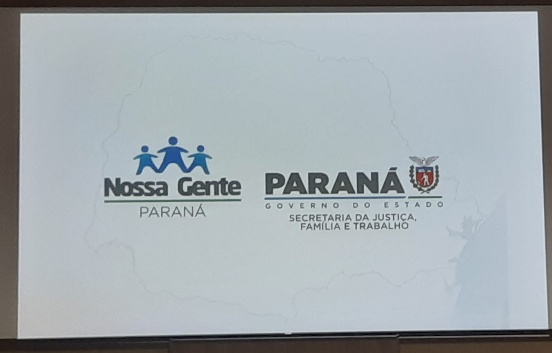 Nossa Gente
PARANÁ
PARANÁ
GOVERNO DO ESTADO
SECRETARIA DA JUSTIÇA,
FAMÍLIA E TRABALHO